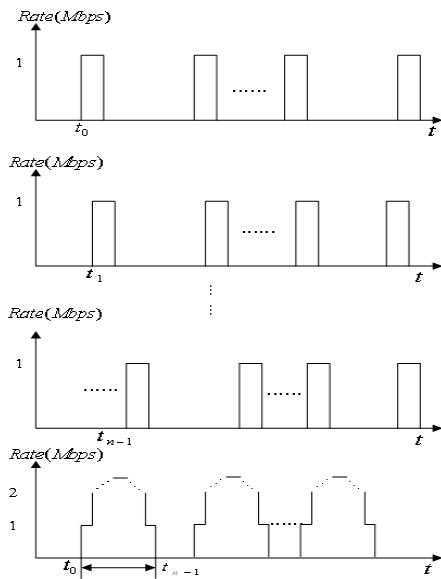 Rate(Mbps)
1
......
t0
t
Rate(Mbps)
1
......
t1
t
Rate(Mbps)
1
......
......
tn-1
t
Rate(Mbps)
2
1
t0
tn-1
t